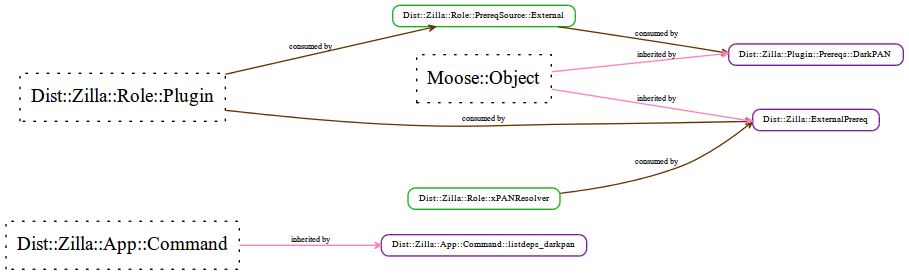 Dist::Zilla::Role::PrereqSource::External
consumed by
consumed by
inherited by
Dist::Zilla::Plugin::Prereqs::DarkPAN
Moose::Object
Dist::Zilla::Role::Plugin
inherited by
consumed by
Dist::Zilla::ExternalPrereq
consumed by
Dist::Zilla::Role::xPANResolver
Dist::Zilla::App::Command
inherited by
Dist::Zilla::App::Command::listdeps_darkpan